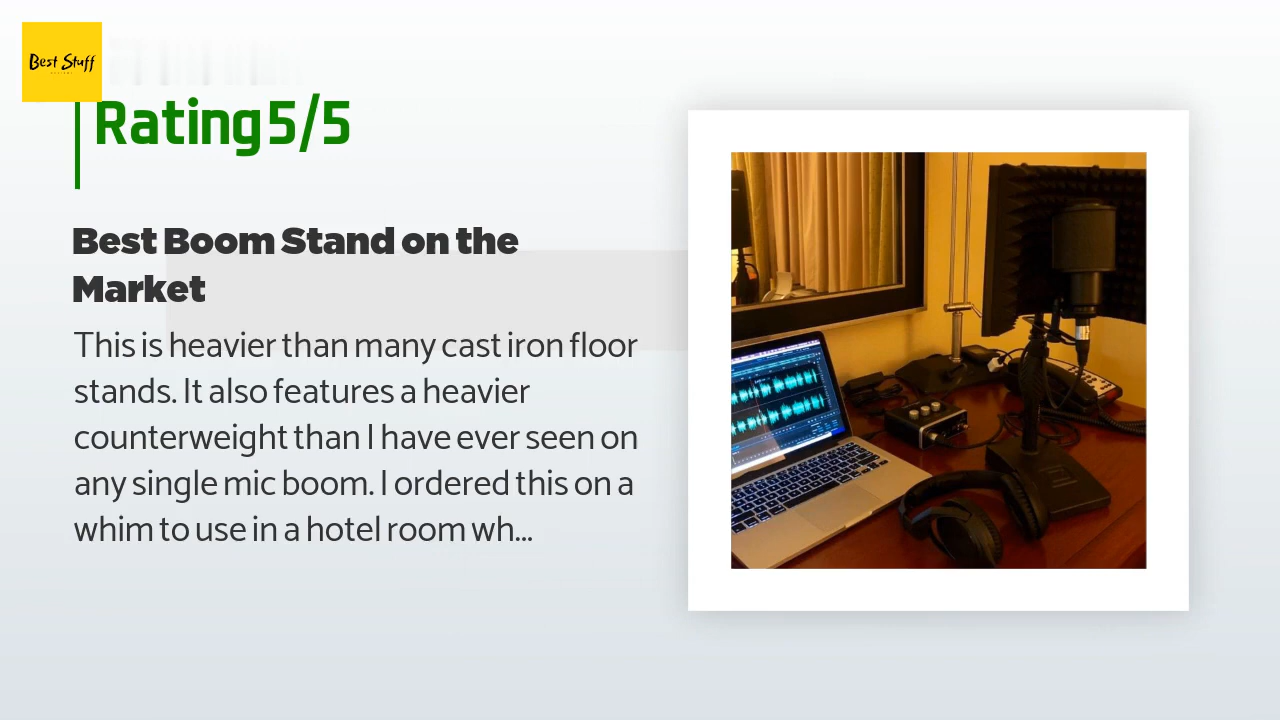 Best Stuff
Rating 5/5
Best Boom Stand on the
Market
This is heavier than many cast iron floor
stands. It also features a heavier
counterweight than I have ever seen on
any single mic boom. I ordered this on a
whim to use in a hotel room wh...